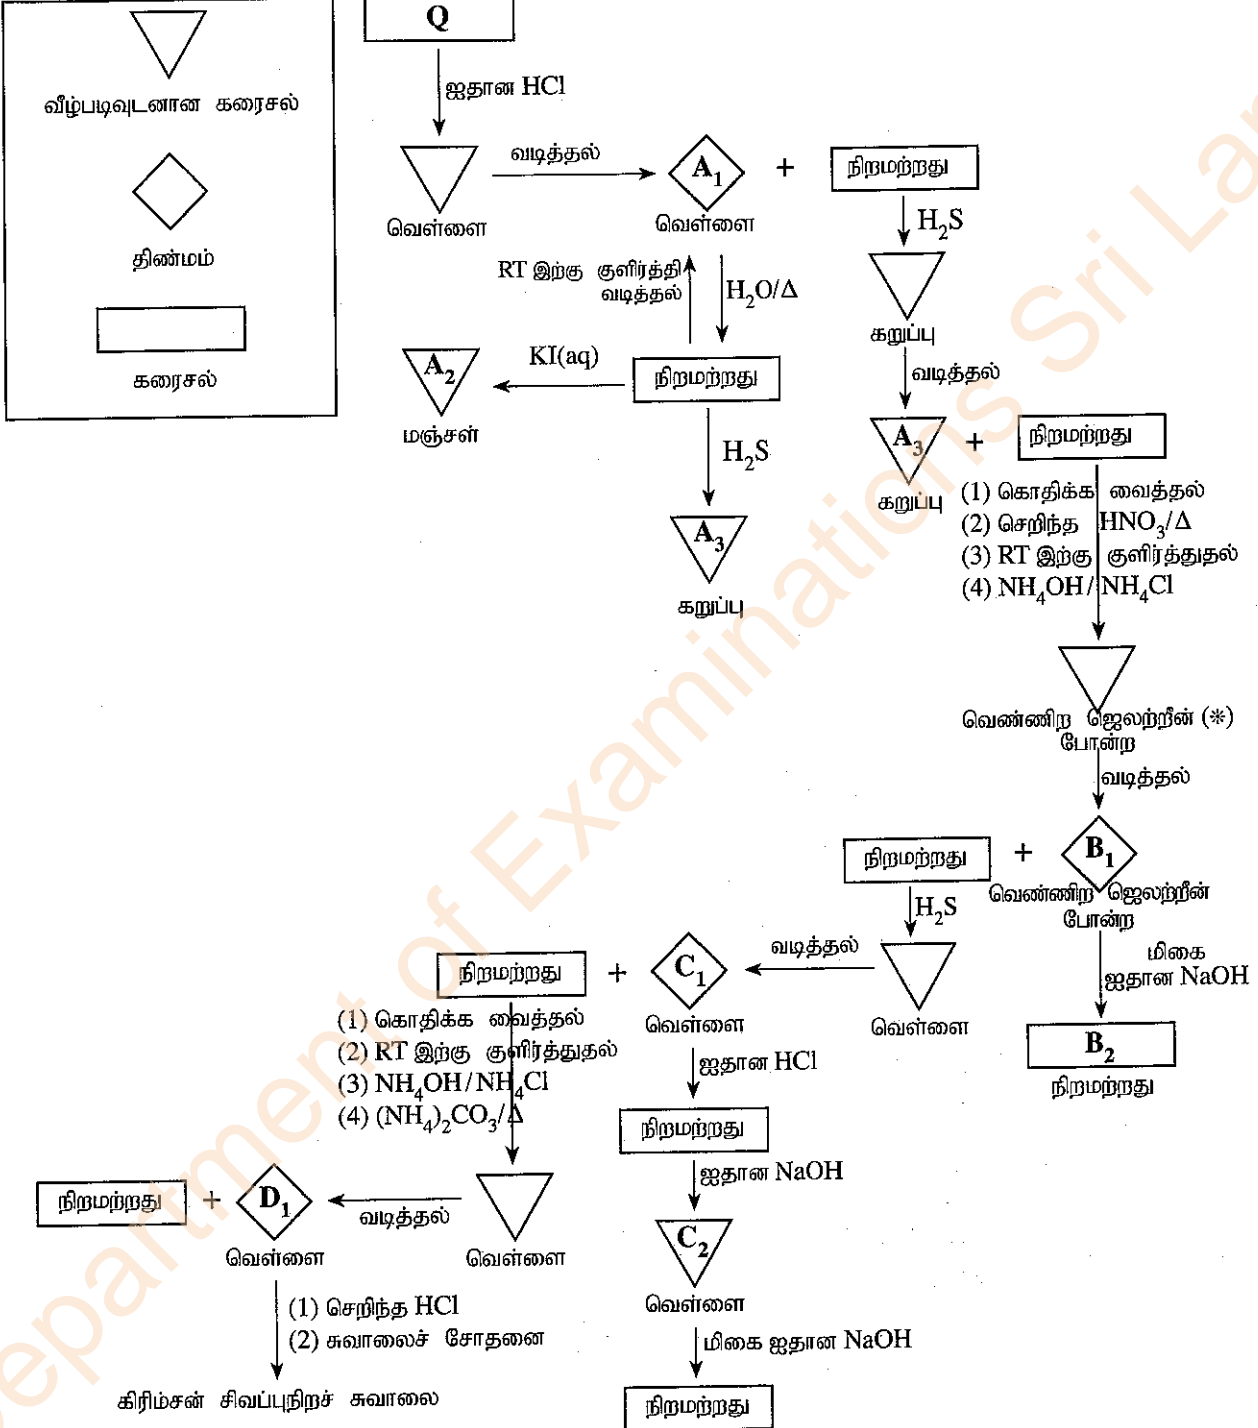 Q
ஐதான HCl
வீழ்படிவுடனான கரைசல்
வடித்தல்
A₁
+
நிறமற்றது
வெள்ளை
வெள்ளை
H₂S
திண்மம்
RT இற்கு குளிர்த்தி
வடித்தல்
H₂O/Δ
கறுப்பு
கரைசல்
A₂
KI(aq)
நிறமற்றது
வடித்தல்
மஞ்சள்
H₂S
A₃
+
நிறமற்றது
கறுப்பு
(1) கொதிக்க வைத்தல்
(2) செறிந்த HNO₃/Δ
(3) RT இற்கு குளிர்த்துதல்
(4) NH₄OH/NH₄Cl
A₃
கறுப்பு
வெண்ணிற ஜெலற்றீன் (※)
போன்ற
வடித்தல்
நிறமற்றது
+
B₁
வெண்ணிற ஜெலற்றீன்
போன்ற
H₂S
மிகை
ஐதான NaOH
நிறமற்றது
+
C₁
வடித்தல்
வெள்ளை
வெள்ளை
B₂
நிறமற்றது
(1) கொதிக்க வைத்தல்
(2) RT இற்கு குளிர்த்துதல்
(3) NH₄OH/NH₄Cl
(4) (NH₄)₂CO₃/Δ
ஐதான HCl
நிறமற்றது
ஐதான NaOH
நிறமற்றது
+
D₁
வடித்தல்
வெள்ளை
வெள்ளை
C₂
வெள்ளை
(1) செறிந்த HCl
(2) சுவாலைச் சோதனை
மிகை ஐதான NaOH
கிரிம்சன் சிவப்புநிறச் சுவாலை
நிறமற்றது
Department of Examinations Sri La